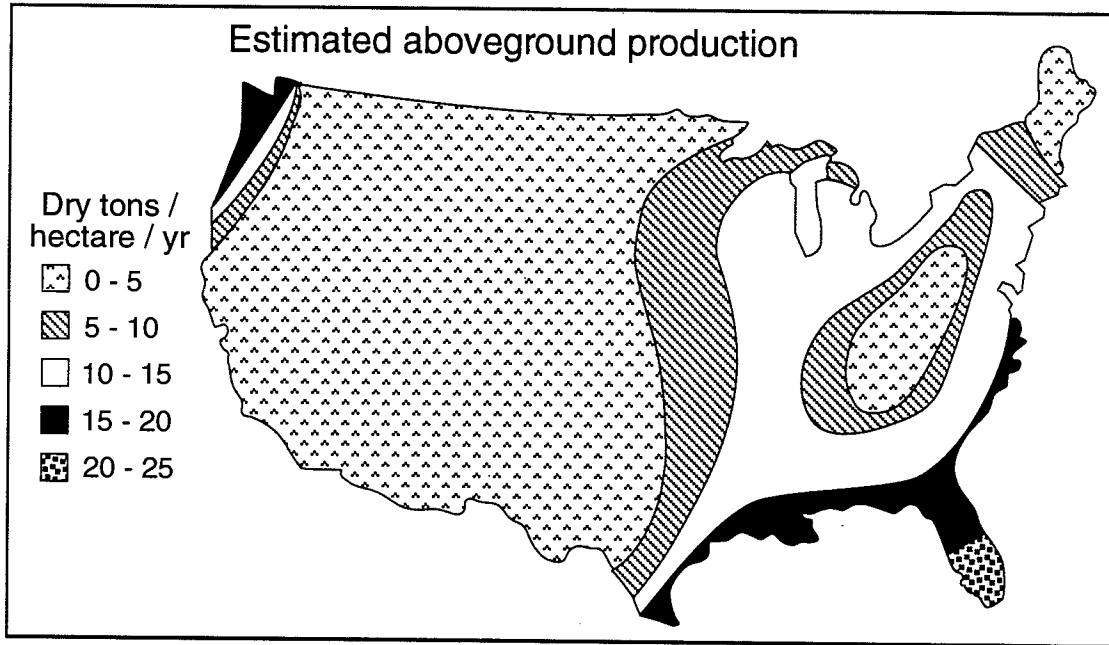 Estimated aboveground production
Dry tons /
hectare / yr
0 - 5
5 - 10
10 - 15
15 - 20
20 - 25